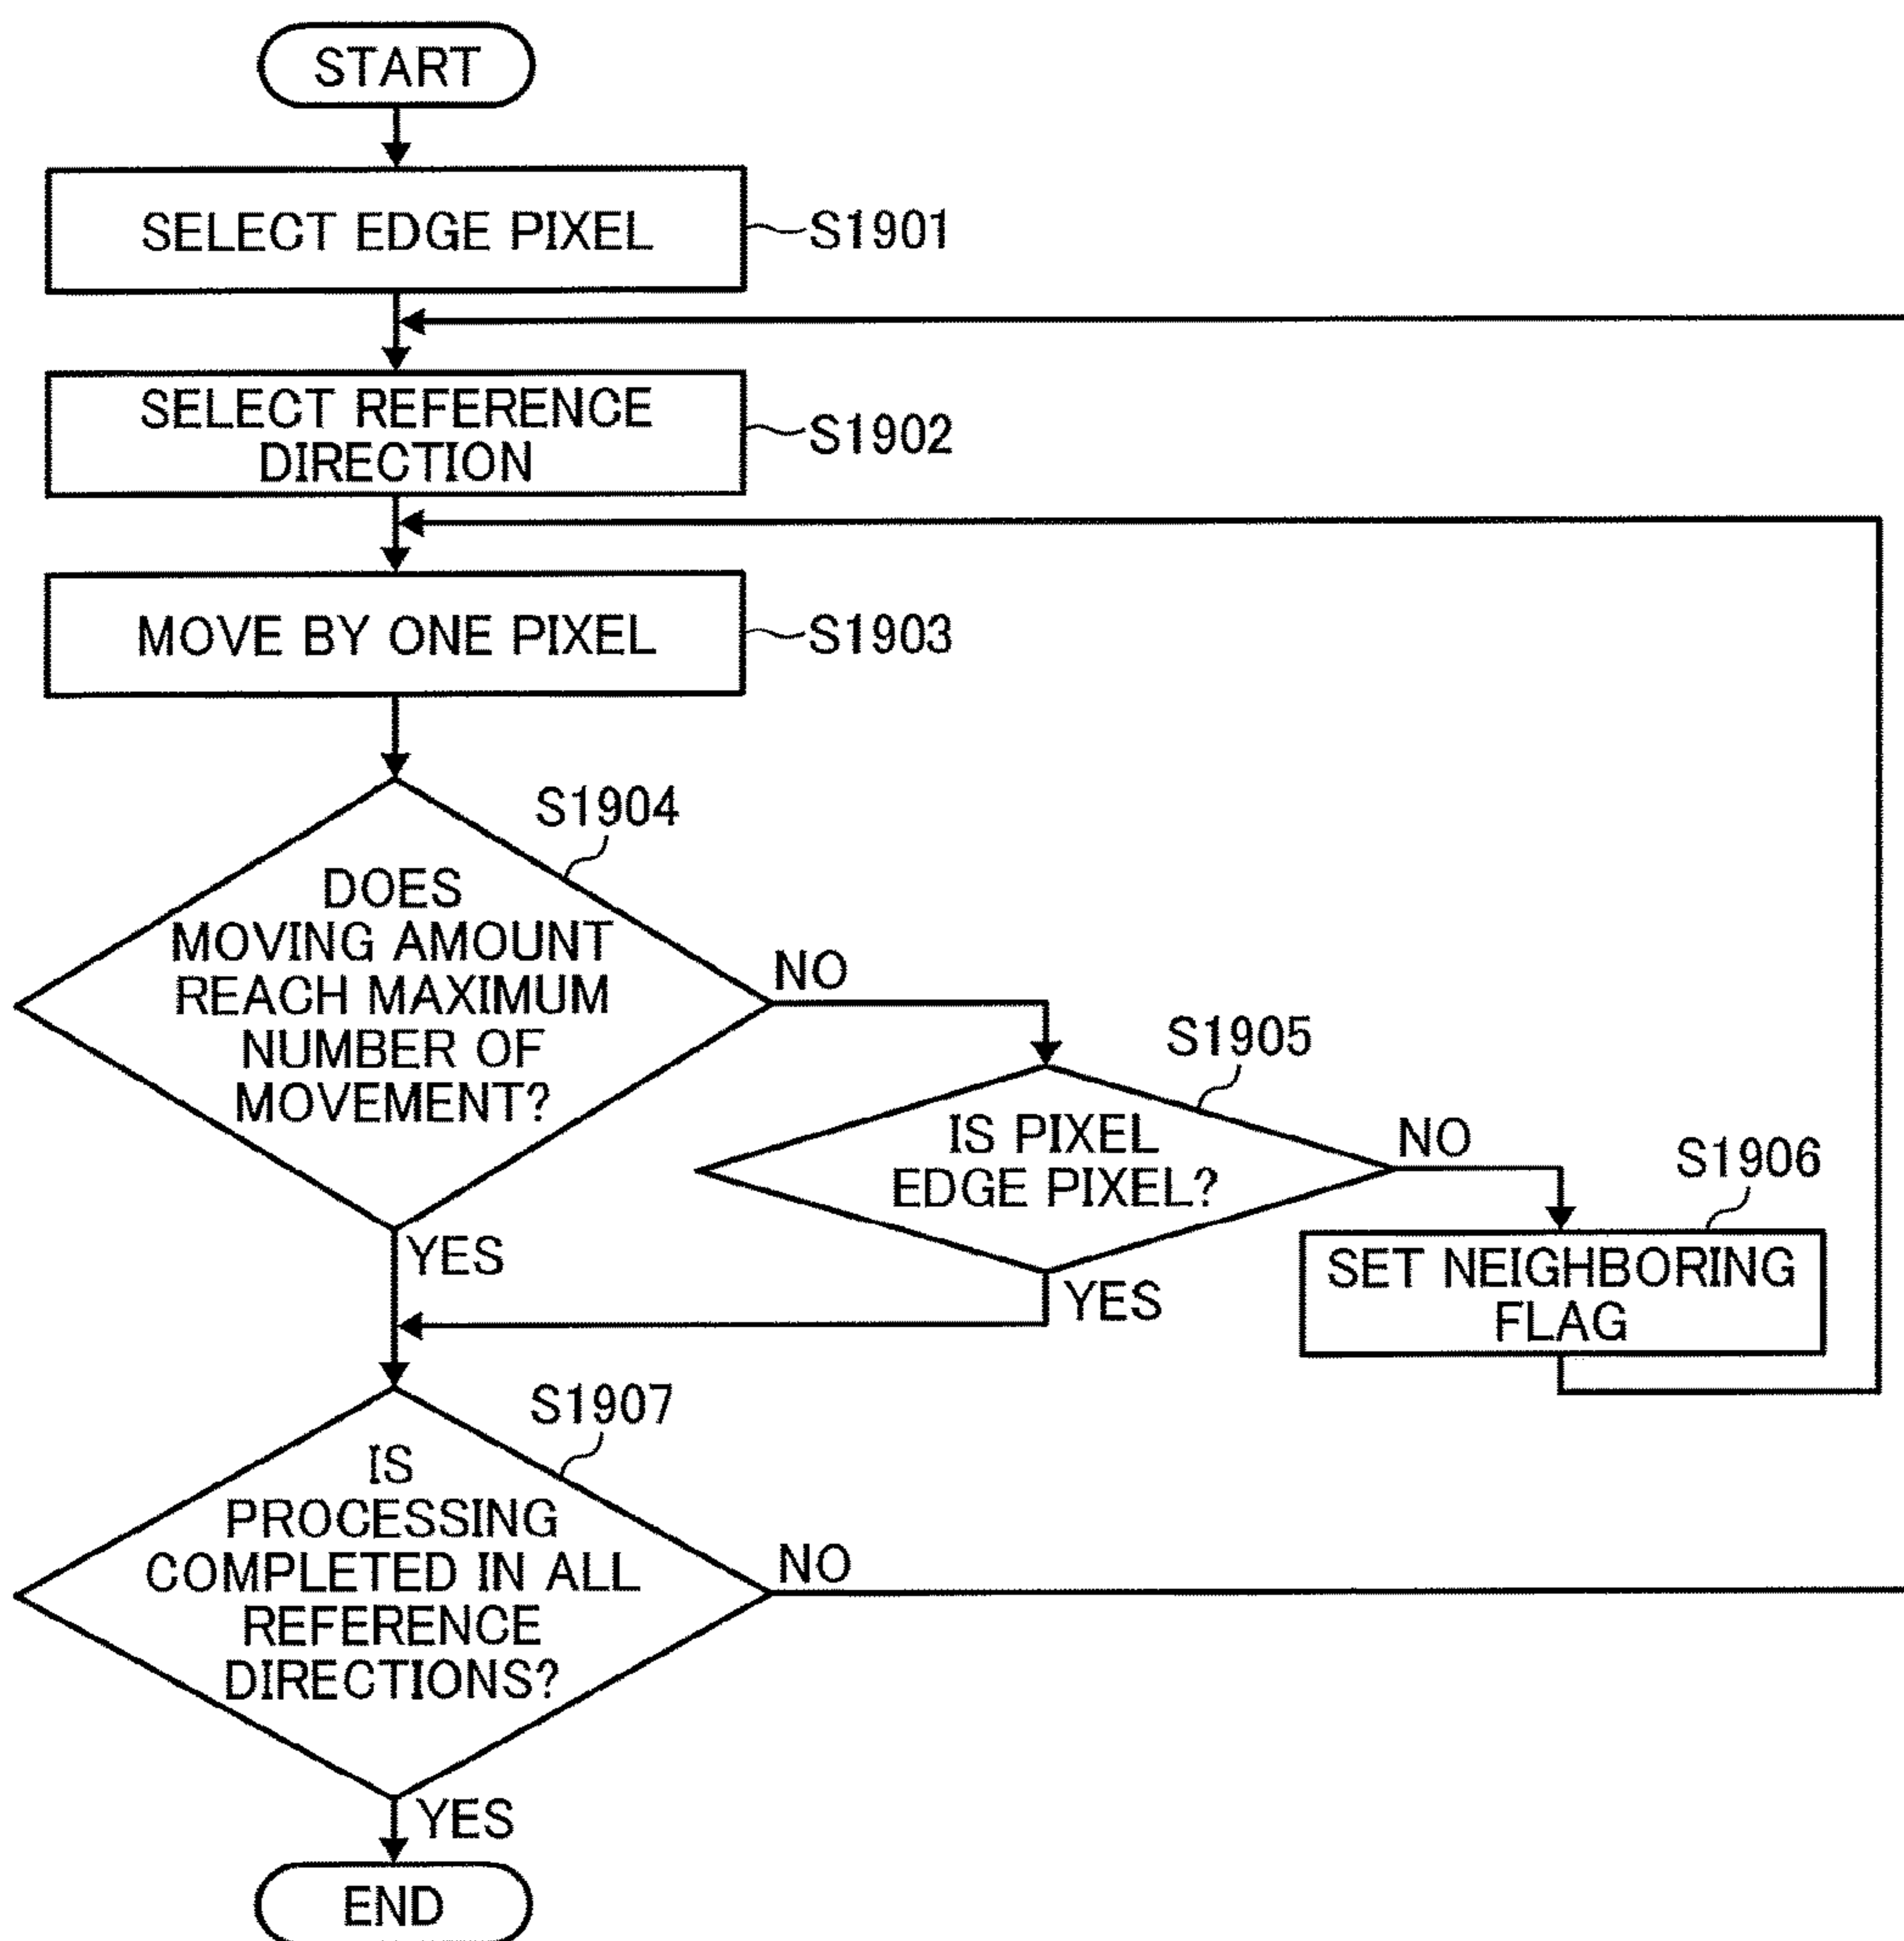 START
SELECT EDGE PIXEL
S1901
SELECT REFERENCE
DIRECTION
S1902
MOVE BY ONE PIXEL
S1903
S1904
DOES
MOVING AMOUNT
REACH MAXIMUM
NUMBER OF
MOVEMENT?
NO
YES
S1905
IS PIXEL
EDGE PIXEL?
NO
YES
S1906
SET NEIGHBORING
FLAG
S1907
IS
PROCESSING
COMPLETED IN ALL
REFERENCE
DIRECTIONS?
NO
YES
END